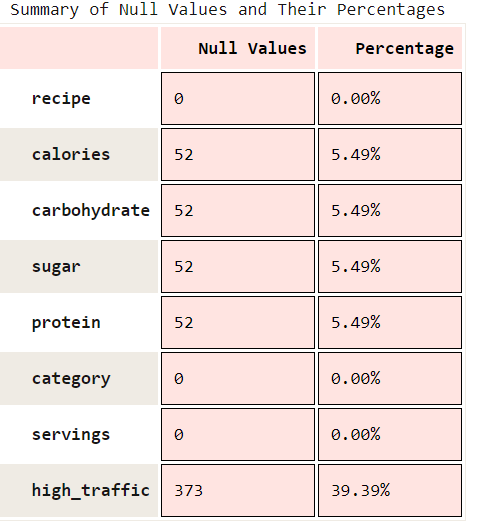 Summary of Null Values and Their Percentages
Null Values Percentage
recipe 0 0.00%
calories 52 5.49%
carbohydrate 52 5.49%
sugar 52 5.49%
protein 52 5.49%
category 0 0.00%
servings 0 0.00%
high_traffic 373 39.39%